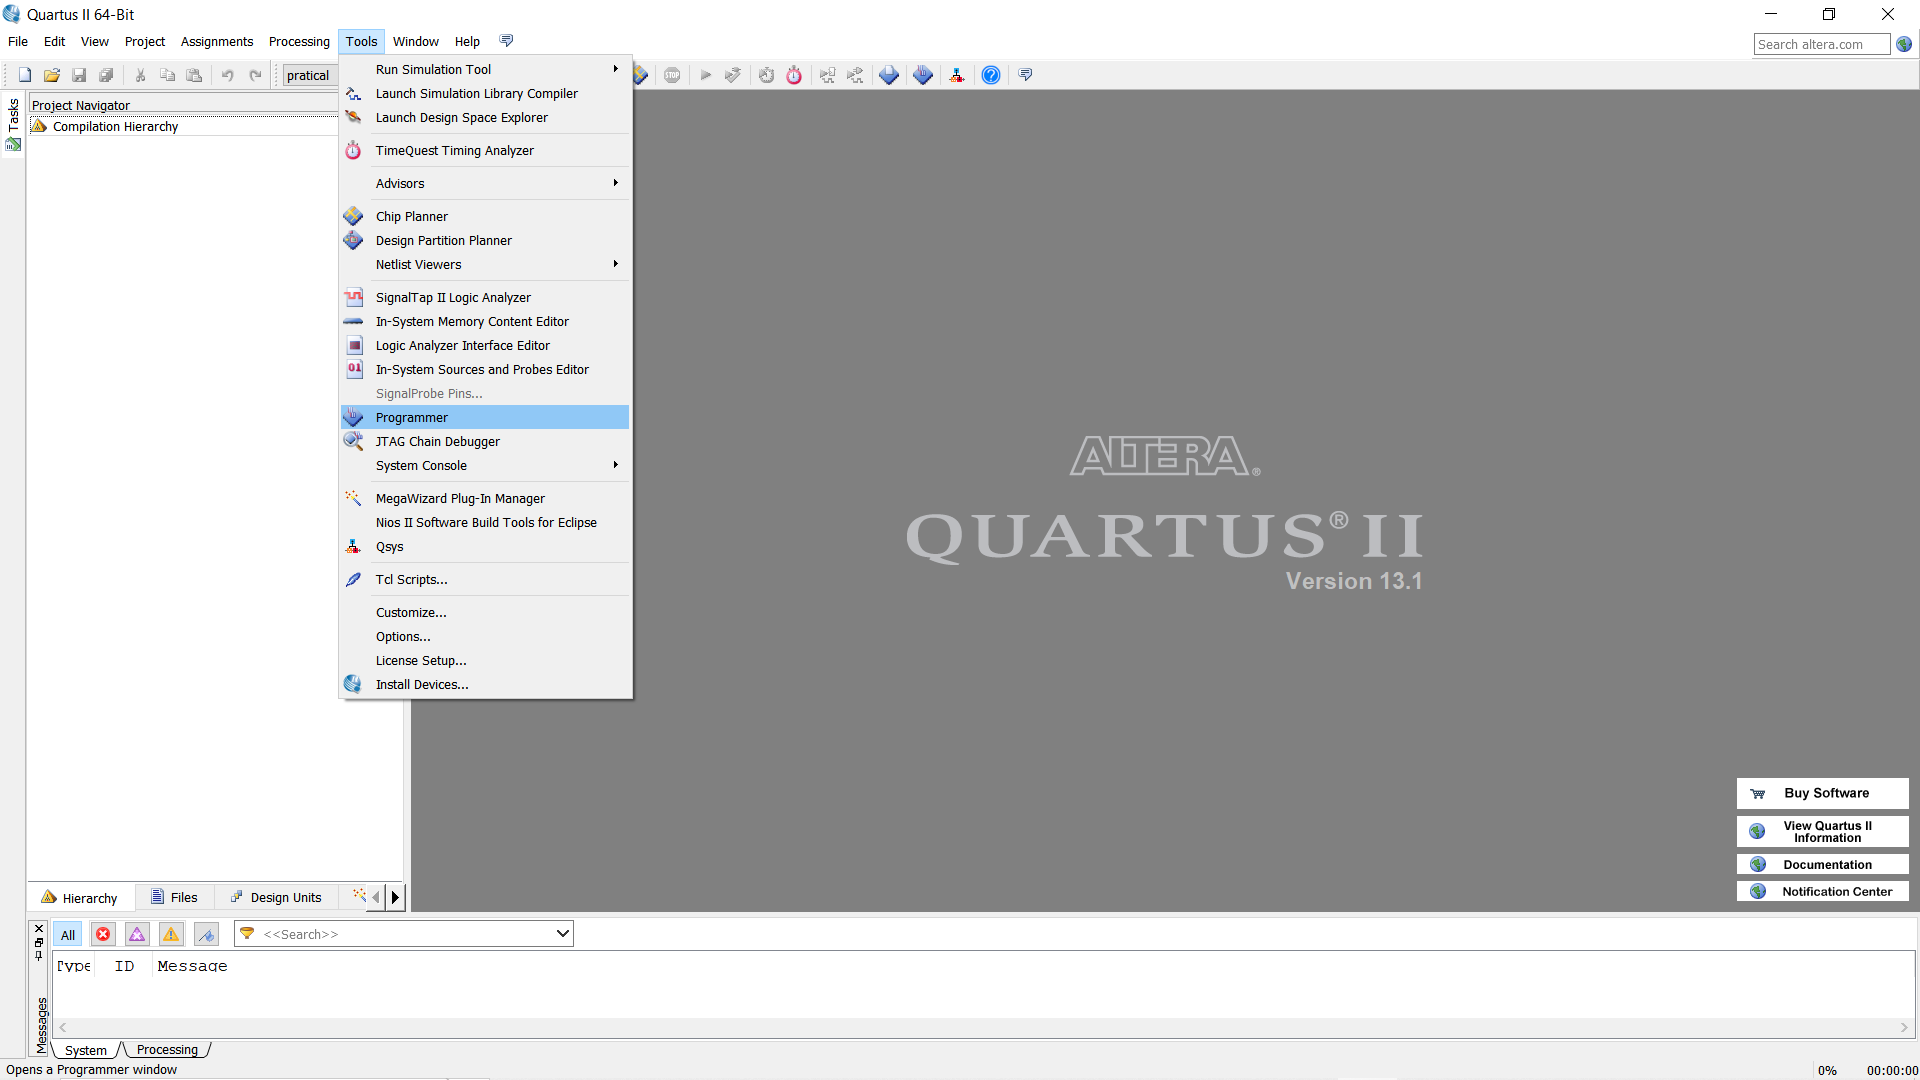 Quartus II 64-Bit
File Edit View Project Assignments Processing Tools Window Help
Search altera.com
pratical
STOP
Tasks
Project Navigator
Compilation Hierarchy
Run Simulation Tool
Launch Simulation Library Compiler
Launch Design Space Explorer
TimeQuest Timing Analyzer
Advisors
Chip Planner
Design Partition Planner
Netlist Viewers
SignalTap II Logic Analyzer
In-System Memory Content Editor
Logic Analyzer Interface Editor
In-System Sources and Probes Editor
SignalProbe Pins...
Programmer
JTAG Chain Debugger
System Console
MegaWizard Plug-In Manager
Nios II Software Build Tools for Eclipse
Qsys
Tcl Scripts...
Customize...
Options...
License Setup...
Install Devices...
ALTERA®
QUARTUS® II
Version 13.1
Buy Software
View Quartus II
Information
Documentation
Notification Center
Hierarchy Files Design Units
All <<Search>>
Type ID Message
Messages
System Processing
Opens a Programmer window
0% 00:00:00